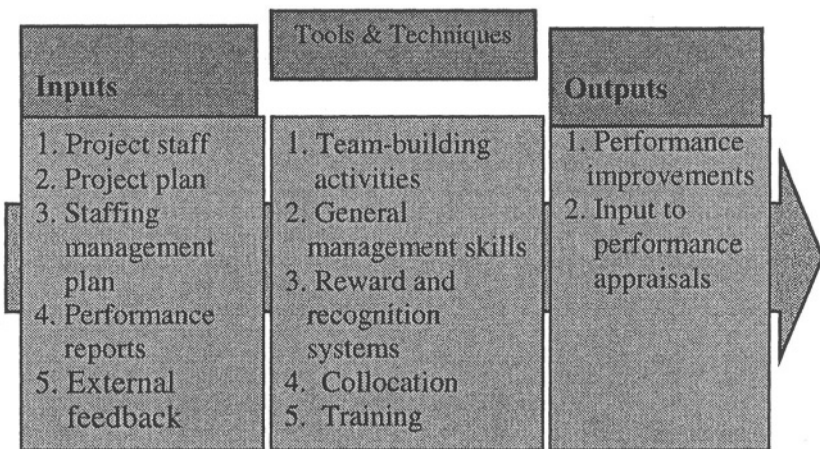 Inputs
1. Project staff
2. Project plan
3. Staffing
management
plan
4. Performance
reports
5. External
feedback
Tools & Techniques
1. Team-building
activities
2. General
management skills
3. Reward and
recognition
systems
4. Collocation
5. Training
Outputs
1. Performance
improvements
2. Input to
performance
appraisals